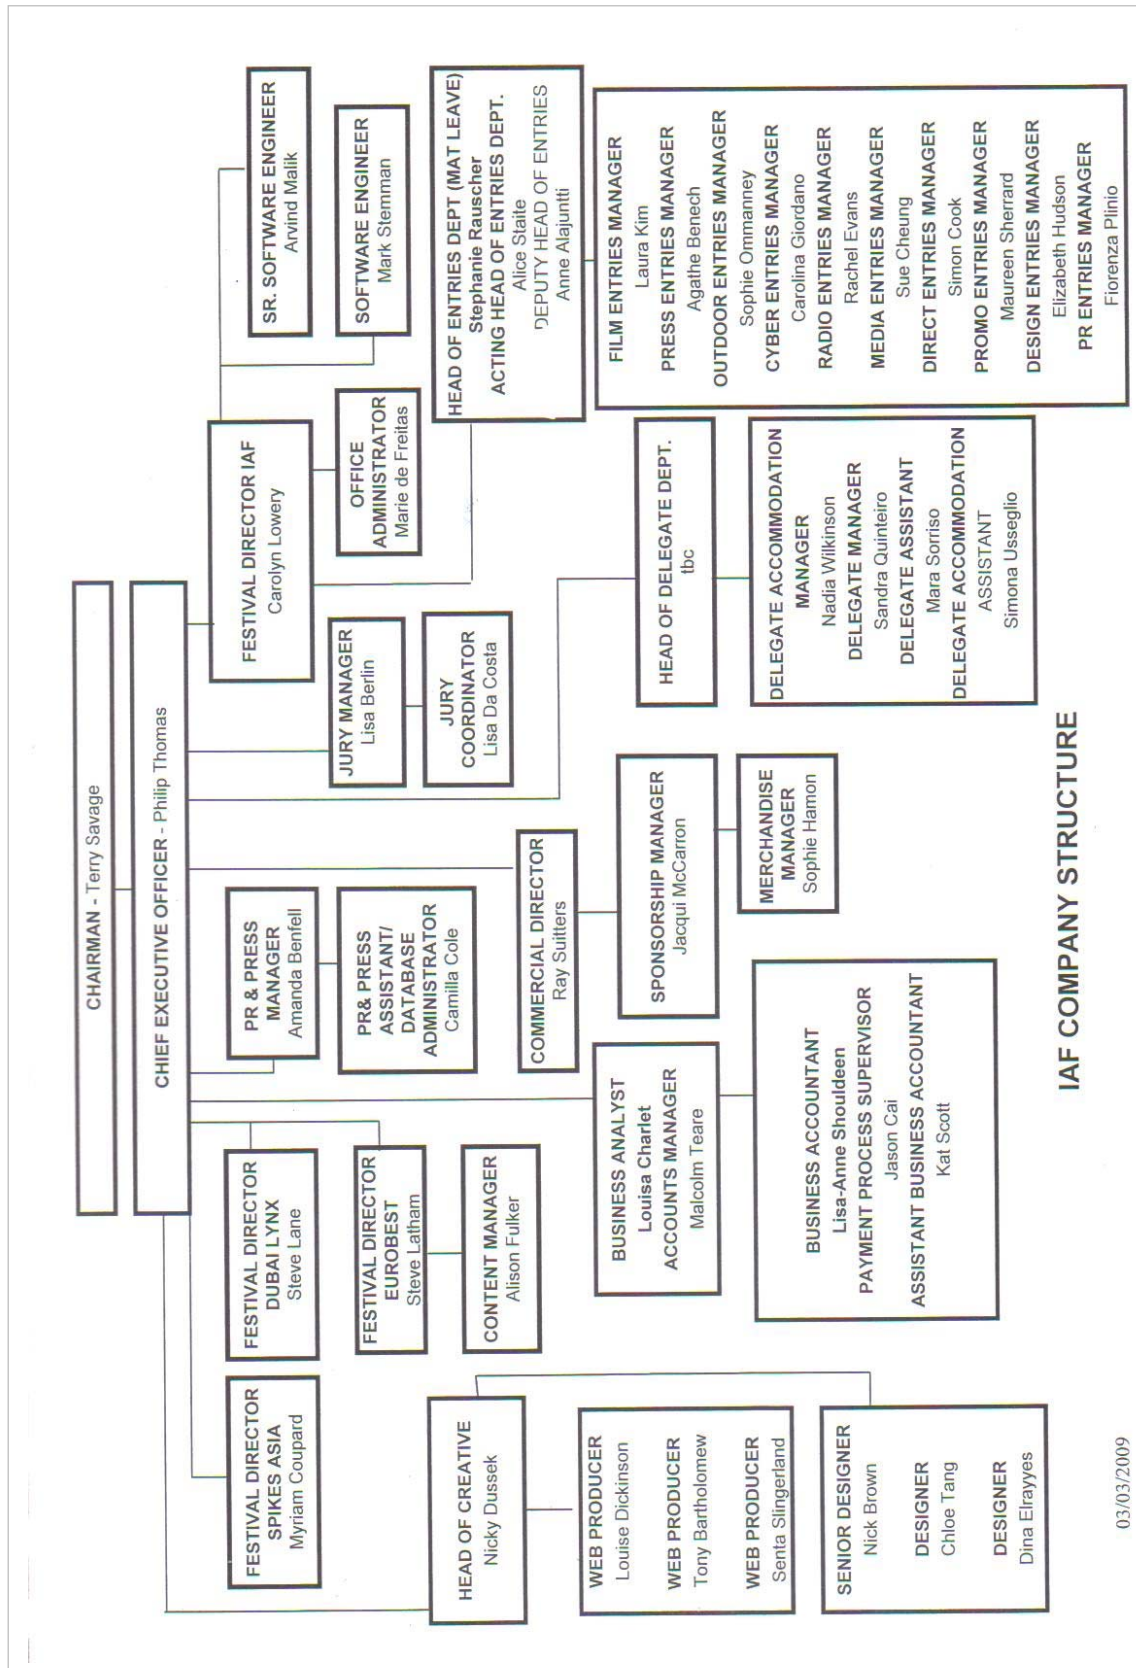 CHAIRMAN - Terry Savage
CHIEF EXECUTIVE OFFICER - Philip Thomas
FESTIVAL DIRECTOR
SPIKES ASIA
Myriam Coupard
FESTIVAL DIRECTOR
DUBAI LYNX
Steve Lane
FESTIVAL DIRECTOR
EUROBEST
Steve Latham
CONTENT MANAGER
Alison Fulker
PR & PRESS
MANAGER
Amanda Benfell
PR& PRESS
ASSISTANT/
DATABASE
ADMINISTRATOR
Camilla Cole
JURY MANAGER
Lisa Berlin
JURY
COORDINATOR
Lisa Da Costa
FESTIVAL DIRECTOR IAF
Carolyn Lowery
OFFICE
ADMINISTRATOR
Marie de Freitas
SR. SOFTWARE ENGINEER
Arvind Malik
SOFTWARE ENGINEER
Mark Stemman
HEAD OF ENTRIES DEPT (MAT LEAVE)
Stephanie Rauscher
ACTING HEAD OF ENTRIES DEPT.
Alice Staite
DEPUTY HEAD OF ENTRIES
Anne Alajuntti
FILM ENTRIES MANAGER
Laura Kim
PRESS ENTRIES MANAGER
Agathe Benech
OUTDOOR ENTRIES MANAGER
Sophie Ommanney
CYBER ENTRIES MANAGER
Carolina Giordano
RADIO ENTRIES MANAGER
Rachel Evans
MEDIA ENTRIES MANAGER
Sue Cheung
DIRECT ENTRIES MANAGER
Simon Cook
PROMO ENTRIES MANAGER
Maureen Sherrard
DESIGN ENTRIES MANAGER
Elizabeth Hudson
PR ENTRIES MANAGER
Fiorenza Plinio
HEAD OF CREATIVE
Nicky Dussek
WEB PRODUCER
Louise Dickinson
WEB PRODUCER
Tony Bartholomew
WEB PRODUCER
Senta Slingerland
SENIOR DESIGNER
Nick Brown
DESIGNER
Chloe Tang
DESIGNER
Dina Elrayyes
BUSINESS ANALYST
Louisa Charlet
ACCOUNTS MANAGER
Malcolm Teare
BUSINESS ACCOUNTANT
Lisa-Anne Shouldeen
PAYMENT PROCESS SUPERVISOR
Jason Cai
ASSISTANT BUSINESS ACCOUNTANT
Kat Scott
COMMERCIAL DIRECTOR
Ray Suitters
SPONSORSHIP MANAGER
Jacqui McCarron
MERCHANDISE
MANAGER
Sophie Hamon
HEAD OF DELEGATE DEPT.
tbc
DELEGATE ACCOMMODATION
MANAGER
Nadia Wilkinson
DELEGATE MANAGER
Sandra Quinteiro
DELEGATE ASSISTANT
Mara Sorriso
DELEGATE ACCOMMODATION
ASSISTANT
Simona Usseglio
IAF COMPANY STRUCTURE
03/03/2009